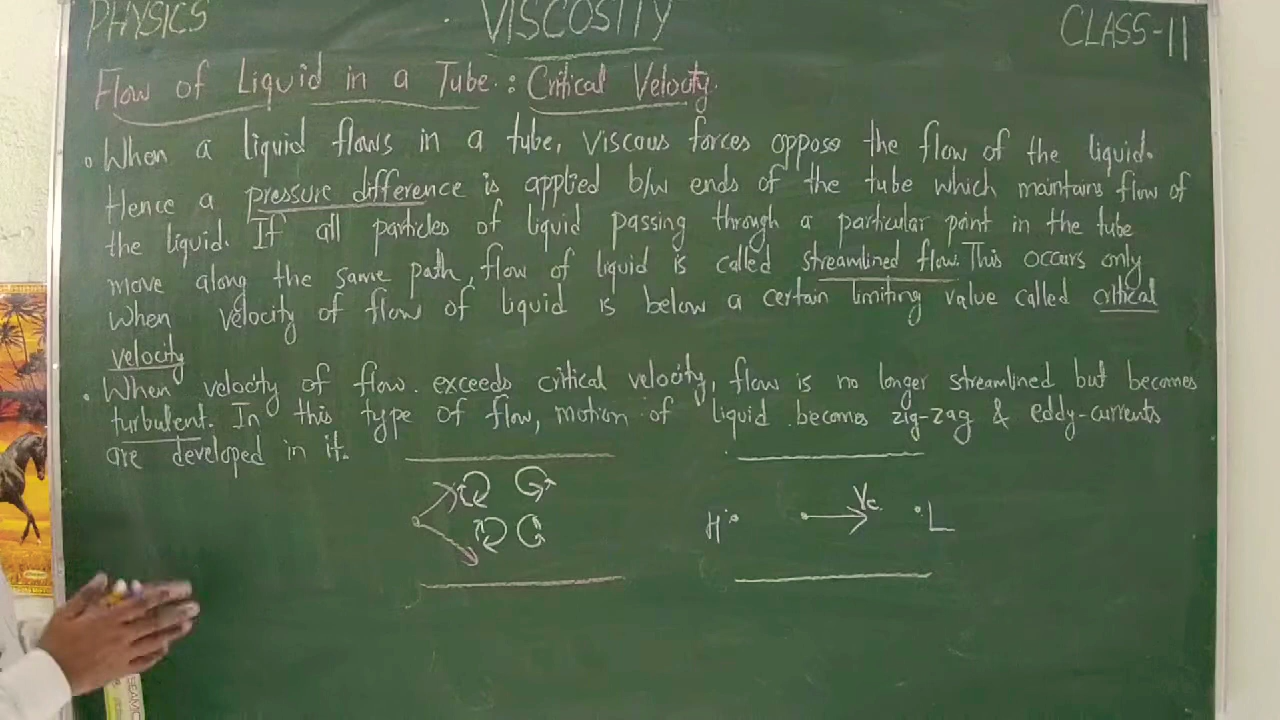 PHYSICS
VISCOSITY
CLASS-11
Flow of Liquid in a Tube : Critical Velocity.
• When a liquid flows in a tube, viscous forces oppose the flow of the liquid.
Hence a pressure difference is applied b/w ends of the tube which maintains flow of
the liquid. If all particles of liquid passing through a particular point in the tube
move along the same path, flow of liquid is called streamlined flow. This occurs only
when velocity of flow of liquid is below a certain limiting value called critical
velocity
• When velocity of flow exceeds critical velocity, flow is no longer streamlined but becomes
turbulent. In this type of flow, motion of liquid becomes zig-zag & eddy-currents
are developed in it.
H
Vc
L